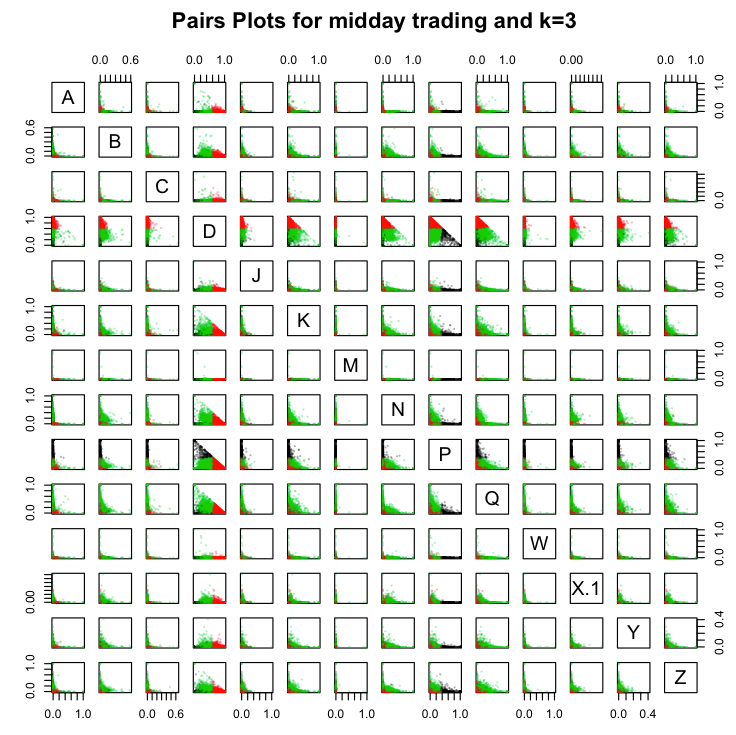 Pairs Plots for midday trading and k=3
0.0 0.6 0.0 1.0 0.0 1.0 0.0 1.0 0.0 1.0 0.00 0.0 1.0
A 0.0 1.0
0.0 0.6 B
C 0.0
0.0 1.0 D
J 0.0 1.0
0.0 1.0 K
M 0.0 1.0
0.0 1.0 N
P 0.0 1.0
0.0 1.0 Q
W 0.0 1.0
0.00 X.1
Y 0.0 0.4
0.0 1.0 Z
0.0 1.0 0.0 0.6 0.0 1.0 0.0 1.0 0.0 1.0 0.0 1.0 0.0 0.4